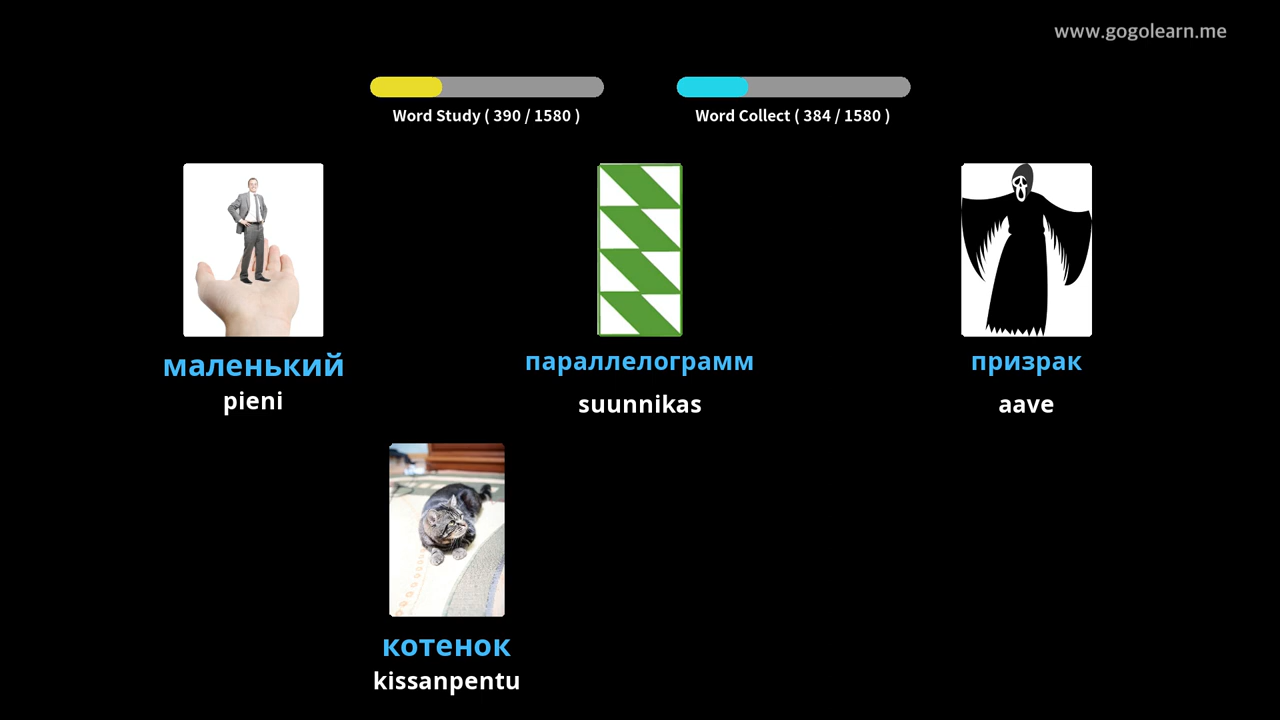 www.gogolearn.me
Word Study ( 390 / 1580 )
Word Collect ( 384 / 1580 )
маленький
pieni
параллелограмм
suunnikas
призрак
aave
котенок
kissanpentu